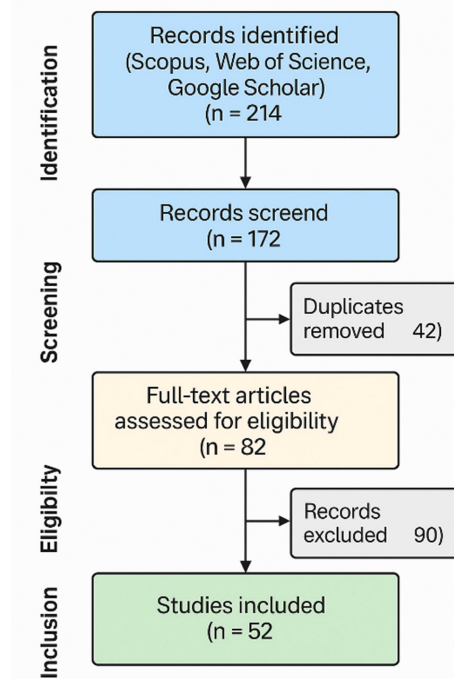 Identification
Records identified
(Scopus, Web of Science,
Google Scholar)
(n = 214
Records screend
(n = 172
Screening
Duplicates
removed 42)
Full-text articles
assessed for eligibility
(n = 82
Eligibilty
Records
excluded 90)
Inclusion
Studies included
(n = 52